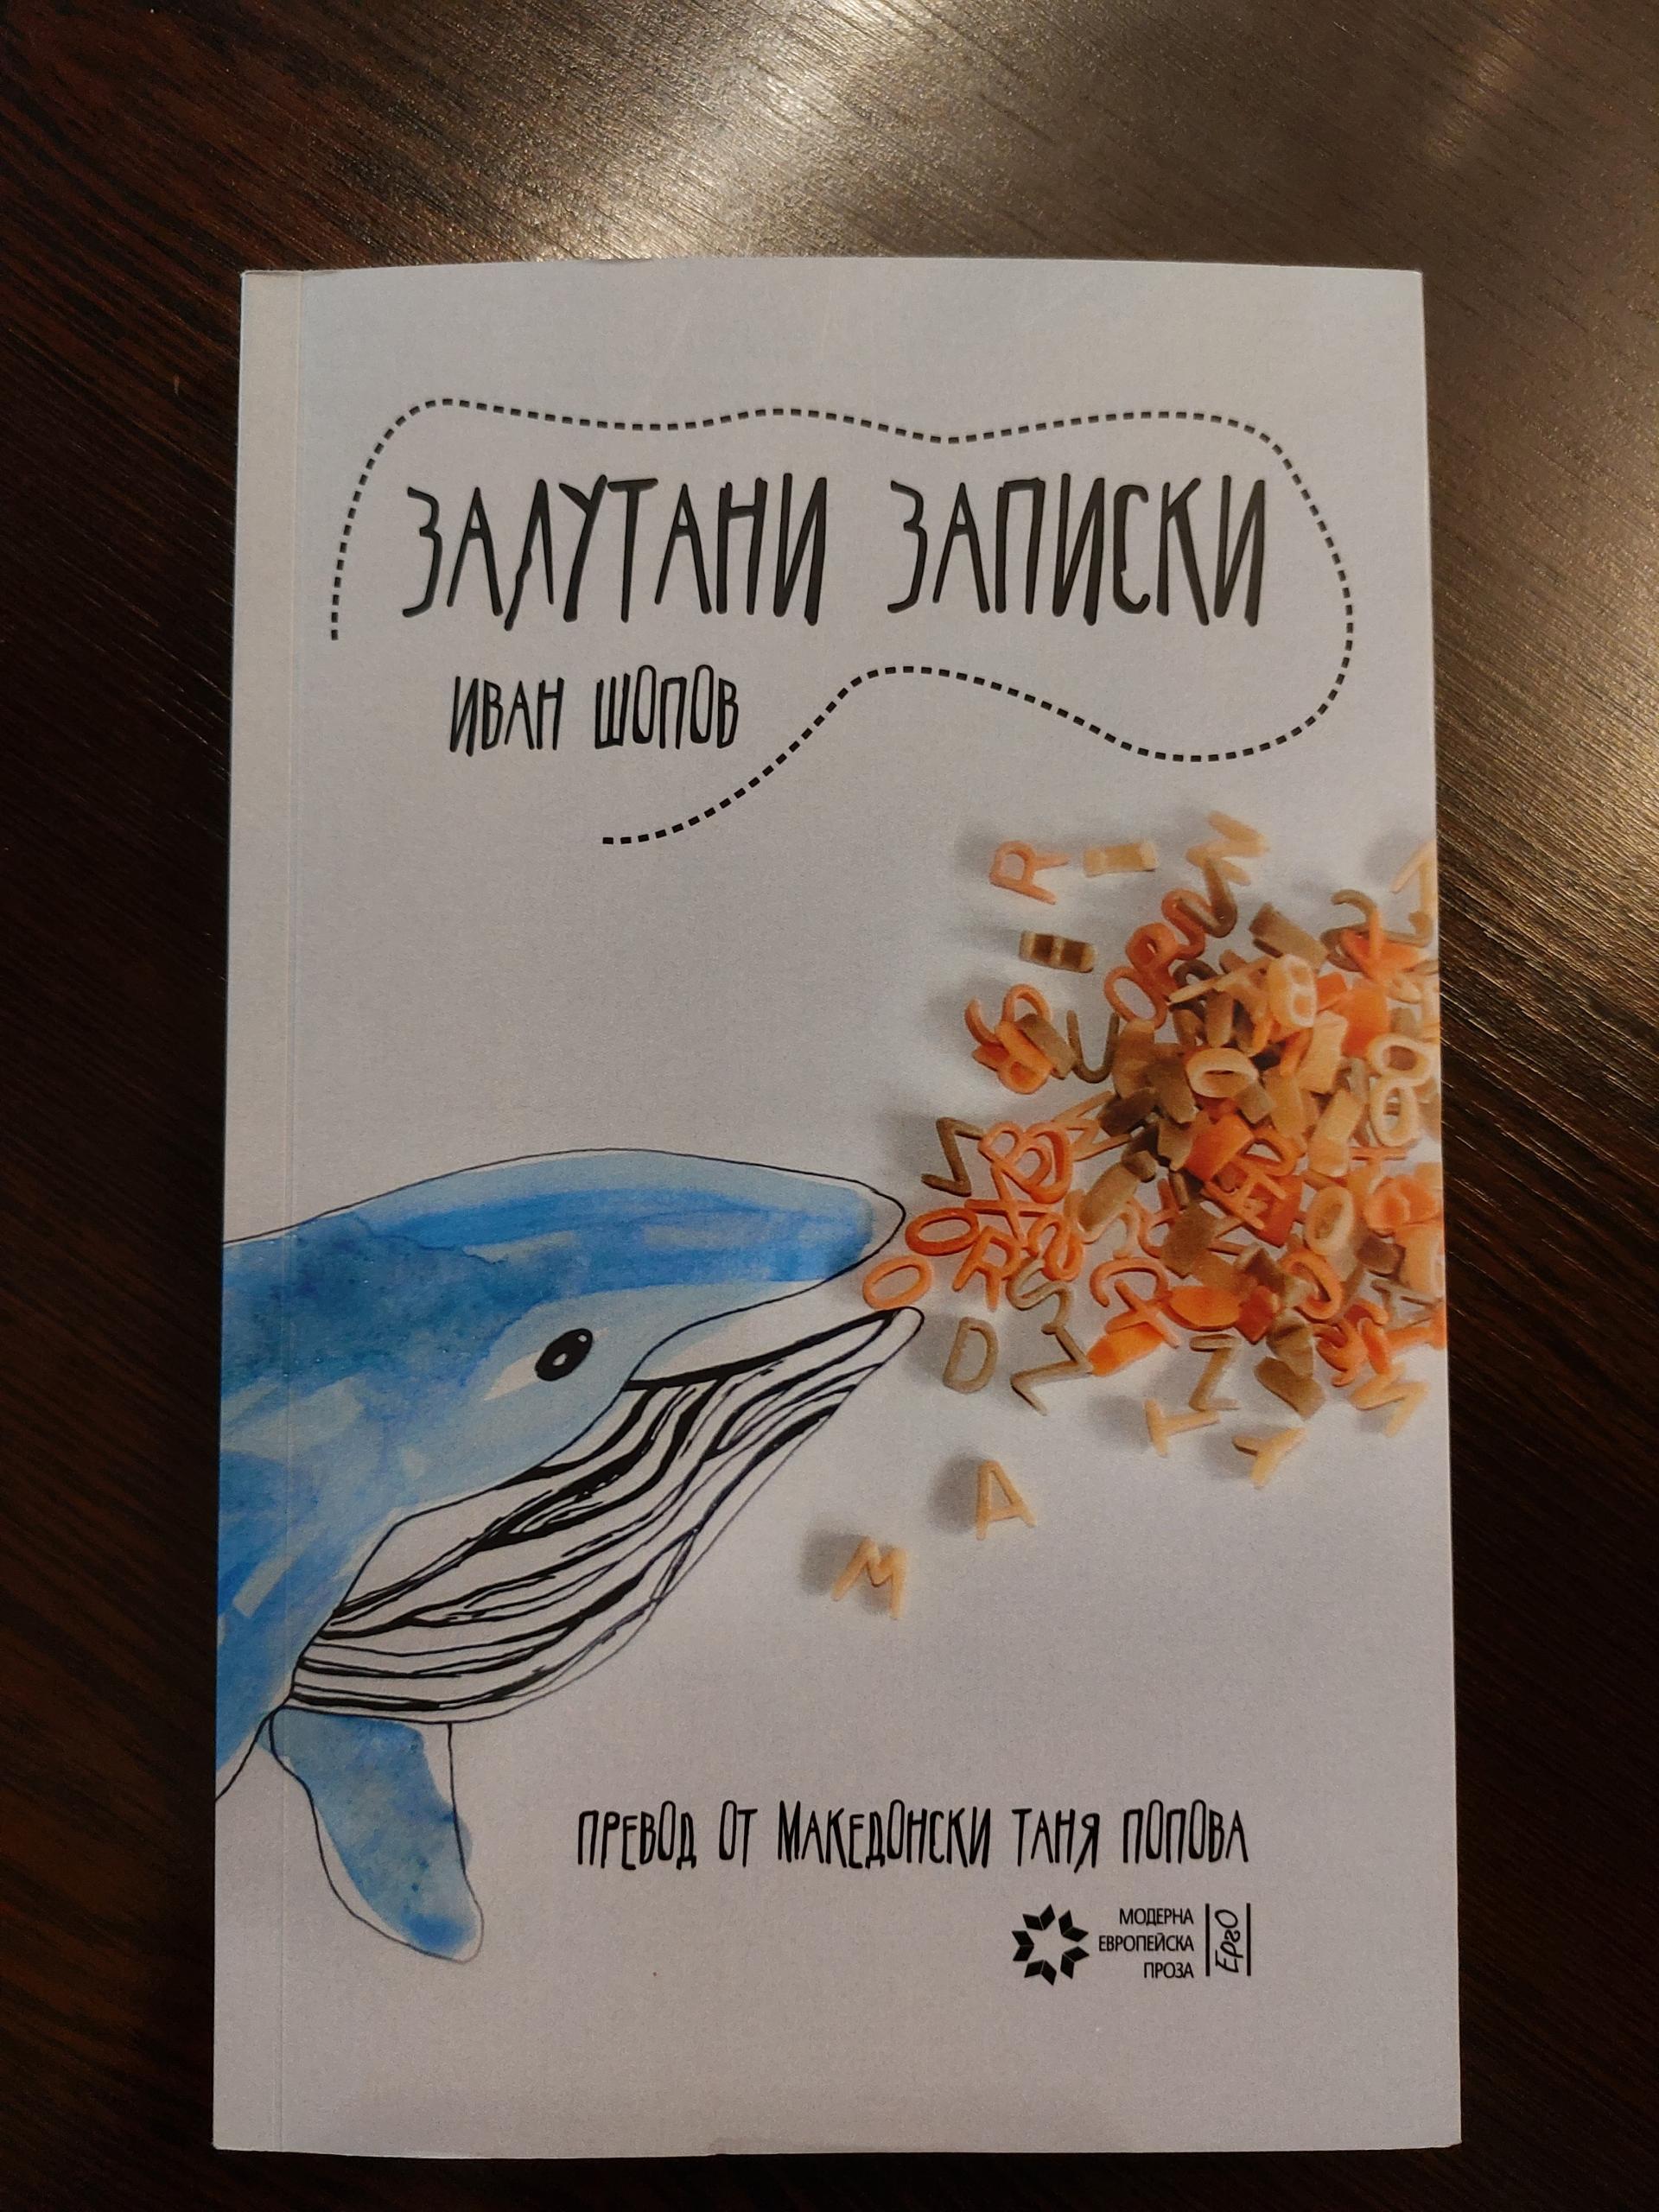 ЗАЛУТАНИ ЗАПИСКИ
ИВАН ШОПОВ
ПРЕВОД ОТ МАКЕДОНСКИ ТАНЯ ПОПОВА
МОДЕРНА
ЕВРОПЕЙСКА
ПРОЗА
Ерго